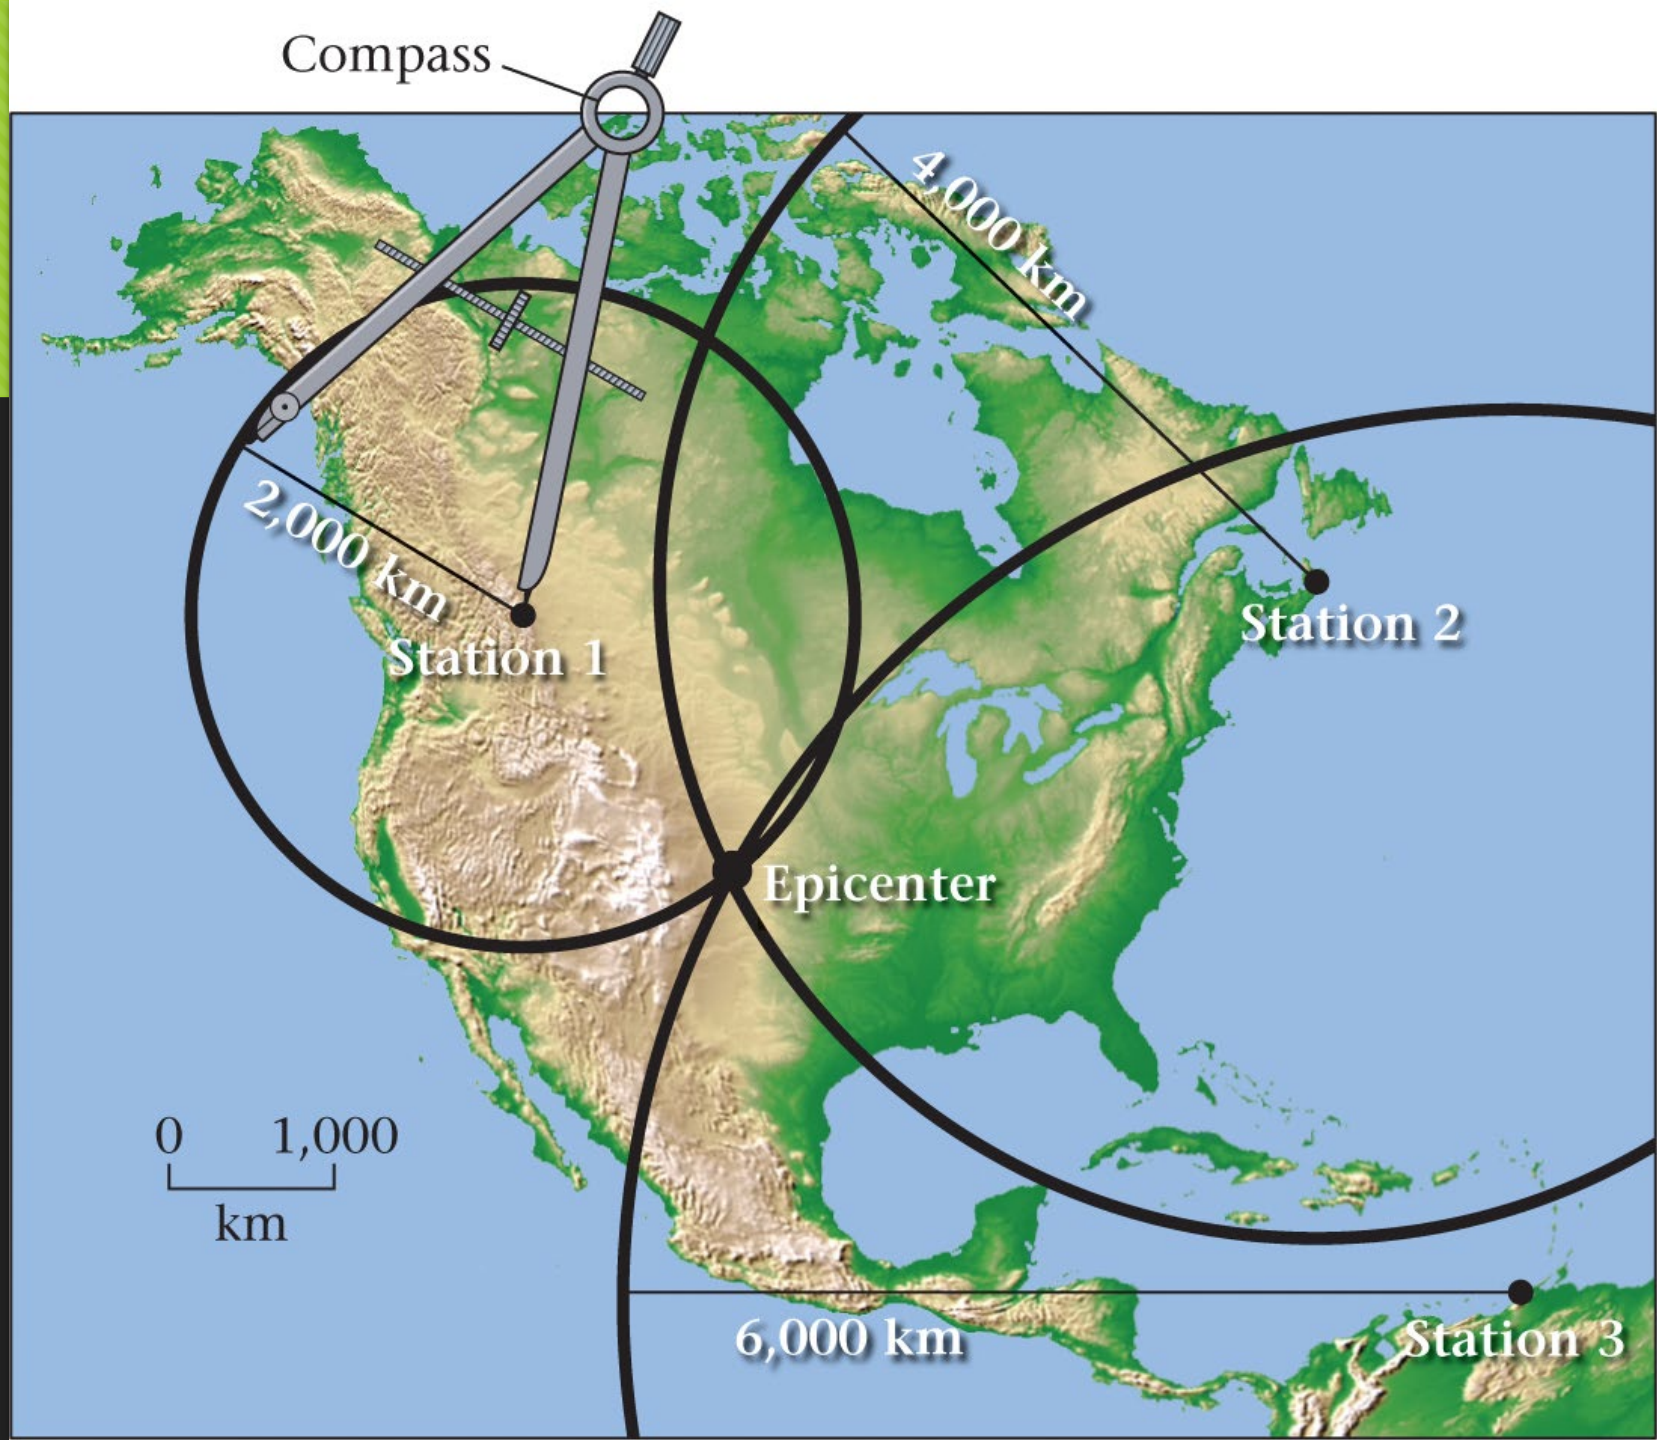 Compass
4,000 km
2,000 km
Station 1
Station 2
Epicenter
0 1,000
km
6,000 km
Station 3